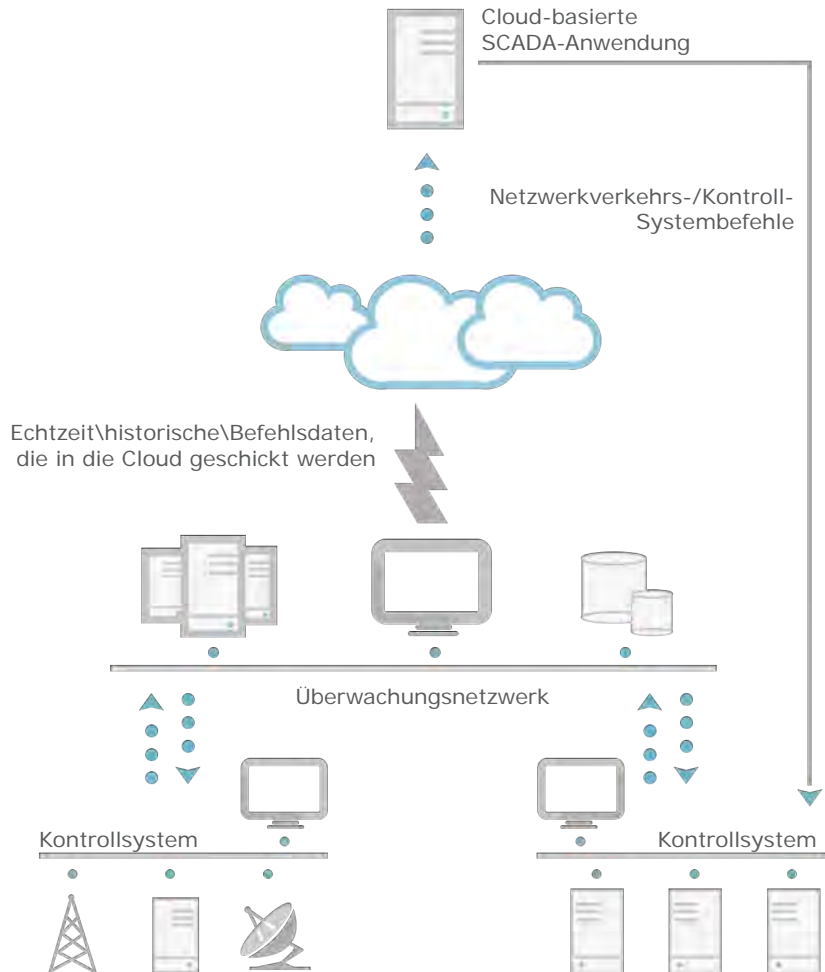 Cloud-basierte
SCADA-Anwendung
Netzwerkverkehrs-/Kontroll-
Systembefehle
Echtzeit\historische\Befehlsdaten,
die in die Cloud geschickt werden
Überwachungsnetzwerk
Kontrollsystem
Kontrollsystem